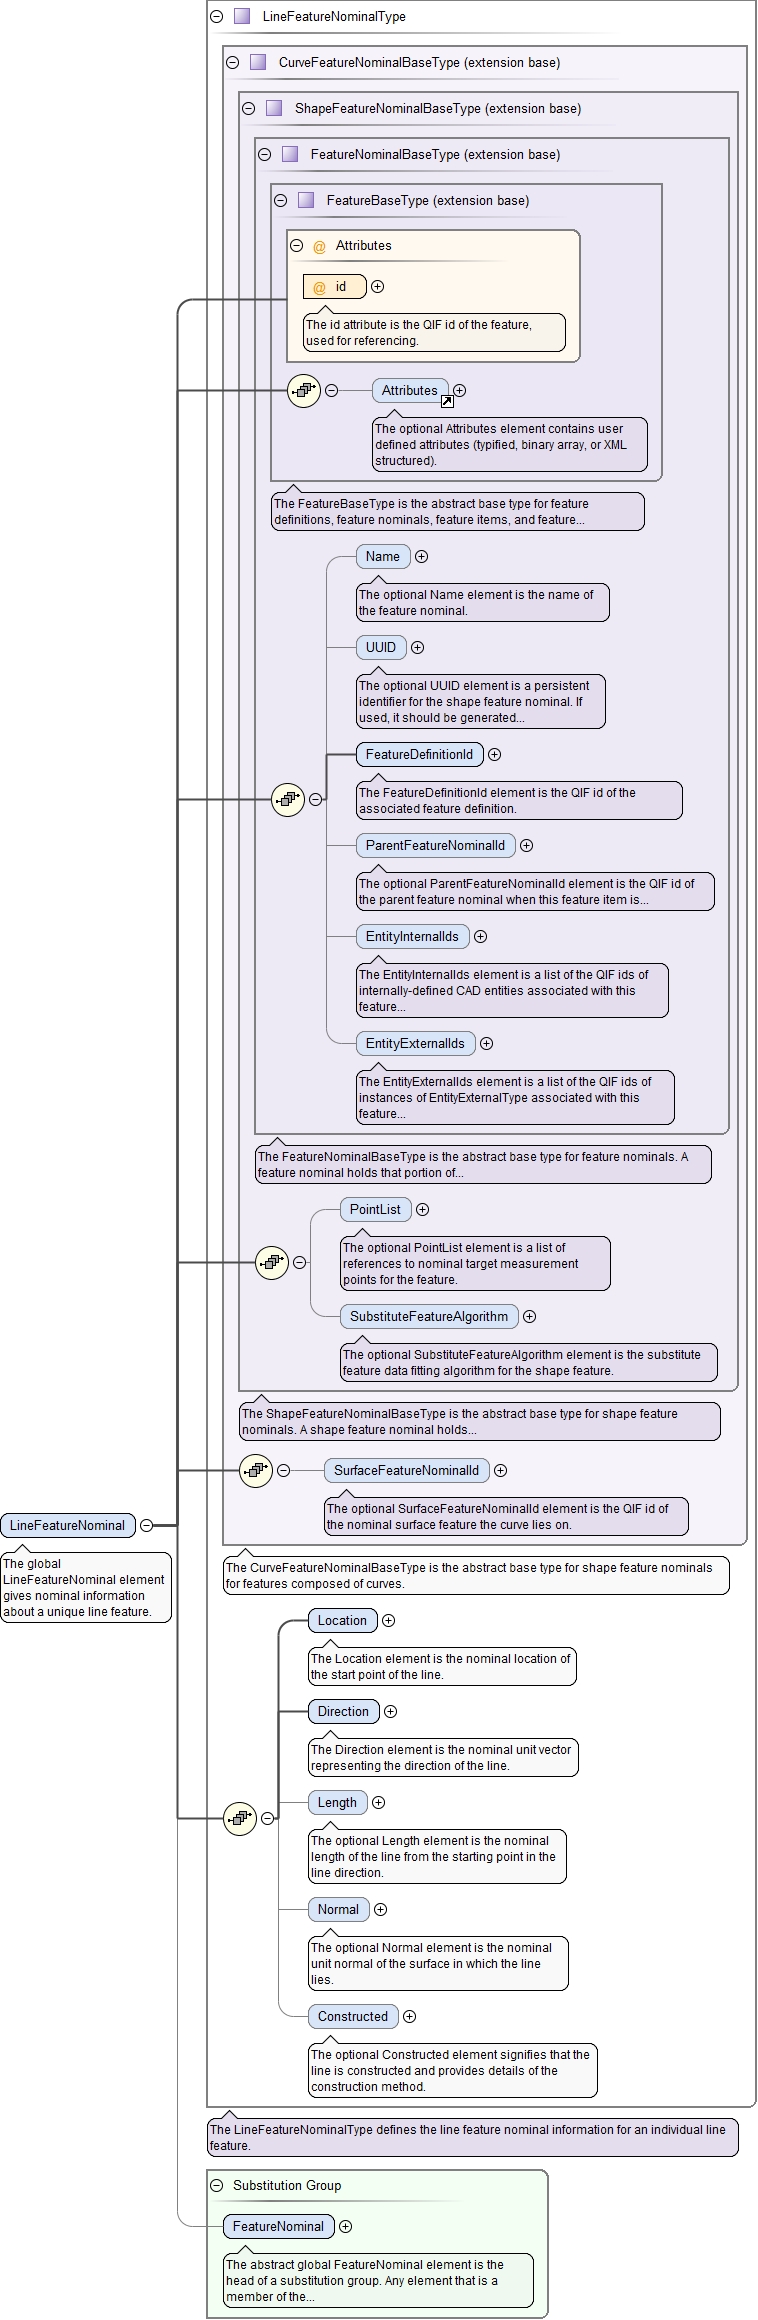 LineFeatureNominalType
CurveFeatureNominalBaseType (extension base)
ShapeFeatureNominalBaseType (extension base)
FeatureNominalBaseType (extension base)
FeatureBaseType (extension base)
@ Attributes
@ id
The id attribute is the QIF id of the feature,
used for referencing.
Attributes
The optional Attributes element contains user
defined attributes (typified, binary array, or XML
structured).
The FeatureBaseType is the abstract base type for feature
definitions, feature nominals, feature items, and feature...
Name
The optional Name element is the name of
the feature nominal.
UUID
The optional UUID element is a persistent
identifier for the shape feature nominal. If
used, it should be generated...
FeatureDefinitionId
The FeatureDefinitionId element is the QIF id of the
associated feature definition.
ParentFeatureNominalId
The optional ParentFeatureNominalId element is the QIF id of
the parent feature nominal when this feature item is...
EntityInternalIds
The EntityInternalIds element is a list of the QIF ids of
internally-defined CAD entities associated with this
feature...
EntityExternalIds
The EntityExternalIds element is a list of the QIF ids of
instances of EntityExternalType associated with this
feature...
The FeatureNominalBaseType is the abstract base type for feature nominals. A
feature nominal holds that portion of...
PointList
The optional PointList element is a list of
references to nominal target measurement
points for the feature.
SubstituteFeatureAlgorithm
The optional SubstituteFeatureAlgorithm element is the substitute
feature data fitting algorithm for the shape feature.
The ShapeFeatureNominalBaseType is the abstract base type for shape feature
nominals. A shape feature nominal holds...
SurfaceFeatureNominalId
The optional SurfaceFeatureNominalId element is the QIF id of
the nominal surface feature the curve lies on.
LineFeatureNominal
The global
LineFeatureNominal element
gives nominal information
about a unique line feature.
The CurveFeatureNominalBaseType is the abstract base type for shape feature nominals
for features composed of curves.
Location
The Location element is the nominal location of
the start point of the line.
Direction
The Direction element is the nominal unit vector
representing the direction of the line.
Length
The optional Length element is the nominal
length of the line from the starting point in the
line direction.
Normal
The optional Normal element is the nominal
unit normal of the surface in which the line
lies.
Constructed
The optional Constructed element signifies that the
line is constructed and provides details of the
construction method.
The LineFeatureNominalType defines the line feature nominal information for an individual line
feature.
Substitution Group
FeatureNominal
The abstract global FeatureNominal element is the
head of a substitution group. Any element that is a
member of the...